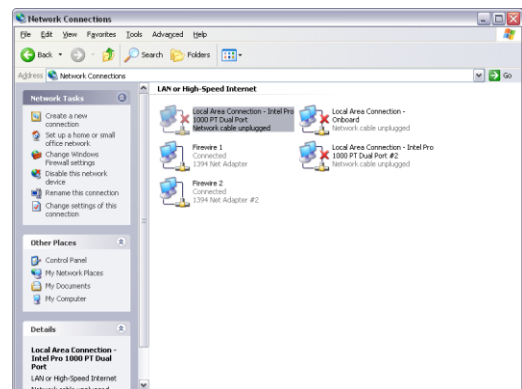 Network Connections
File Edit View Favorites Tools Advanced Help
Back Search Folders
Address Network Connections Go
Network Tasks
Create a new
connection
Set up a home or small
office network
Change Windows
Firewall settings
Disable this network
device
Rename this connection
Change settings of this
connection
Other Places
Control Panel
My Network Places
My Documents
My Computer
Details
Local Area Connection -
Intel Pro 1000 PT Dual
Port
LAN or High-Speed Internet
Network cable unplugged
LAN or High-Speed Internet
Local Area Connection - Intel Pro
1000 PT Dual Port
Network cable unplugged
Local Area Connection -
Onboard
Network cable unplugged
Firewire 1
Connected
1394 Net Adapter
Local Area Connection - Intel Pro
1000 PT Dual Port #2
Network cable unplugged
Firewire 2
Connected
1394 Net Adapter #2